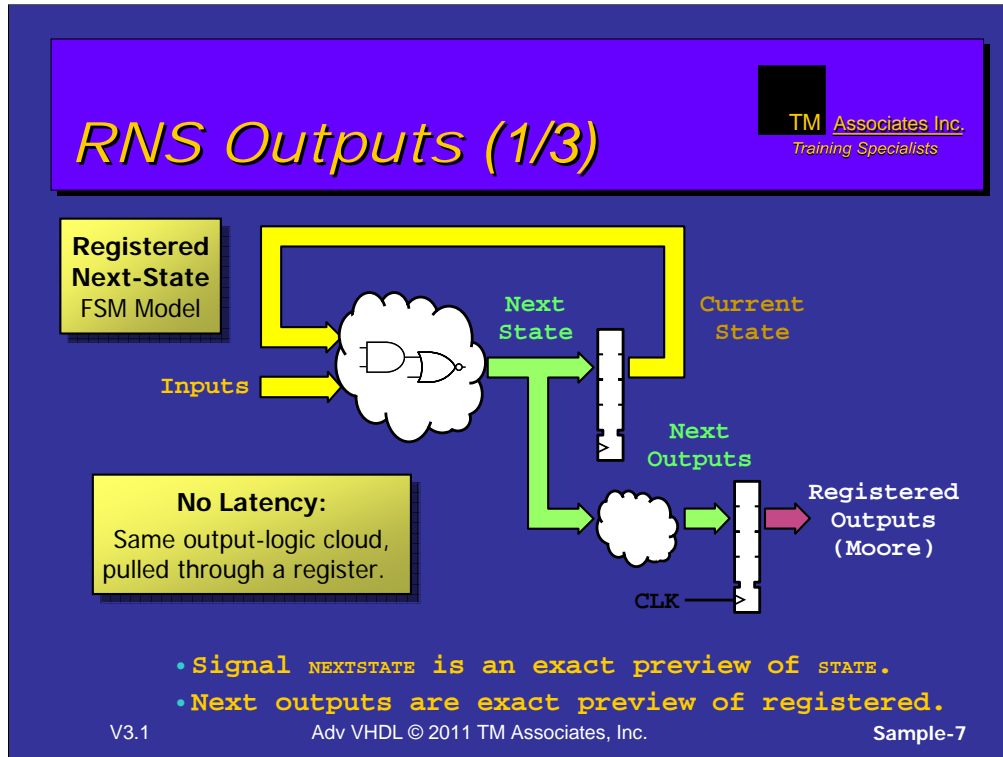 RNS Outputs (1/3)
TM Associates Inc.
Training Specialists
Registered
Next-State
FSM Model
Next
State
Current
State
Inputs
Next
Outputs
No Latency:
Same output-logic cloud,
pulled through a register.
Registered
Outputs
(Moore)
CLK
• Signal NEXTSTATE is an exact preview of STATE.
• Next outputs are exact preview of registered.
V3.1
Adv VHDL © 2011 TM Associates, Inc.
Sample-7